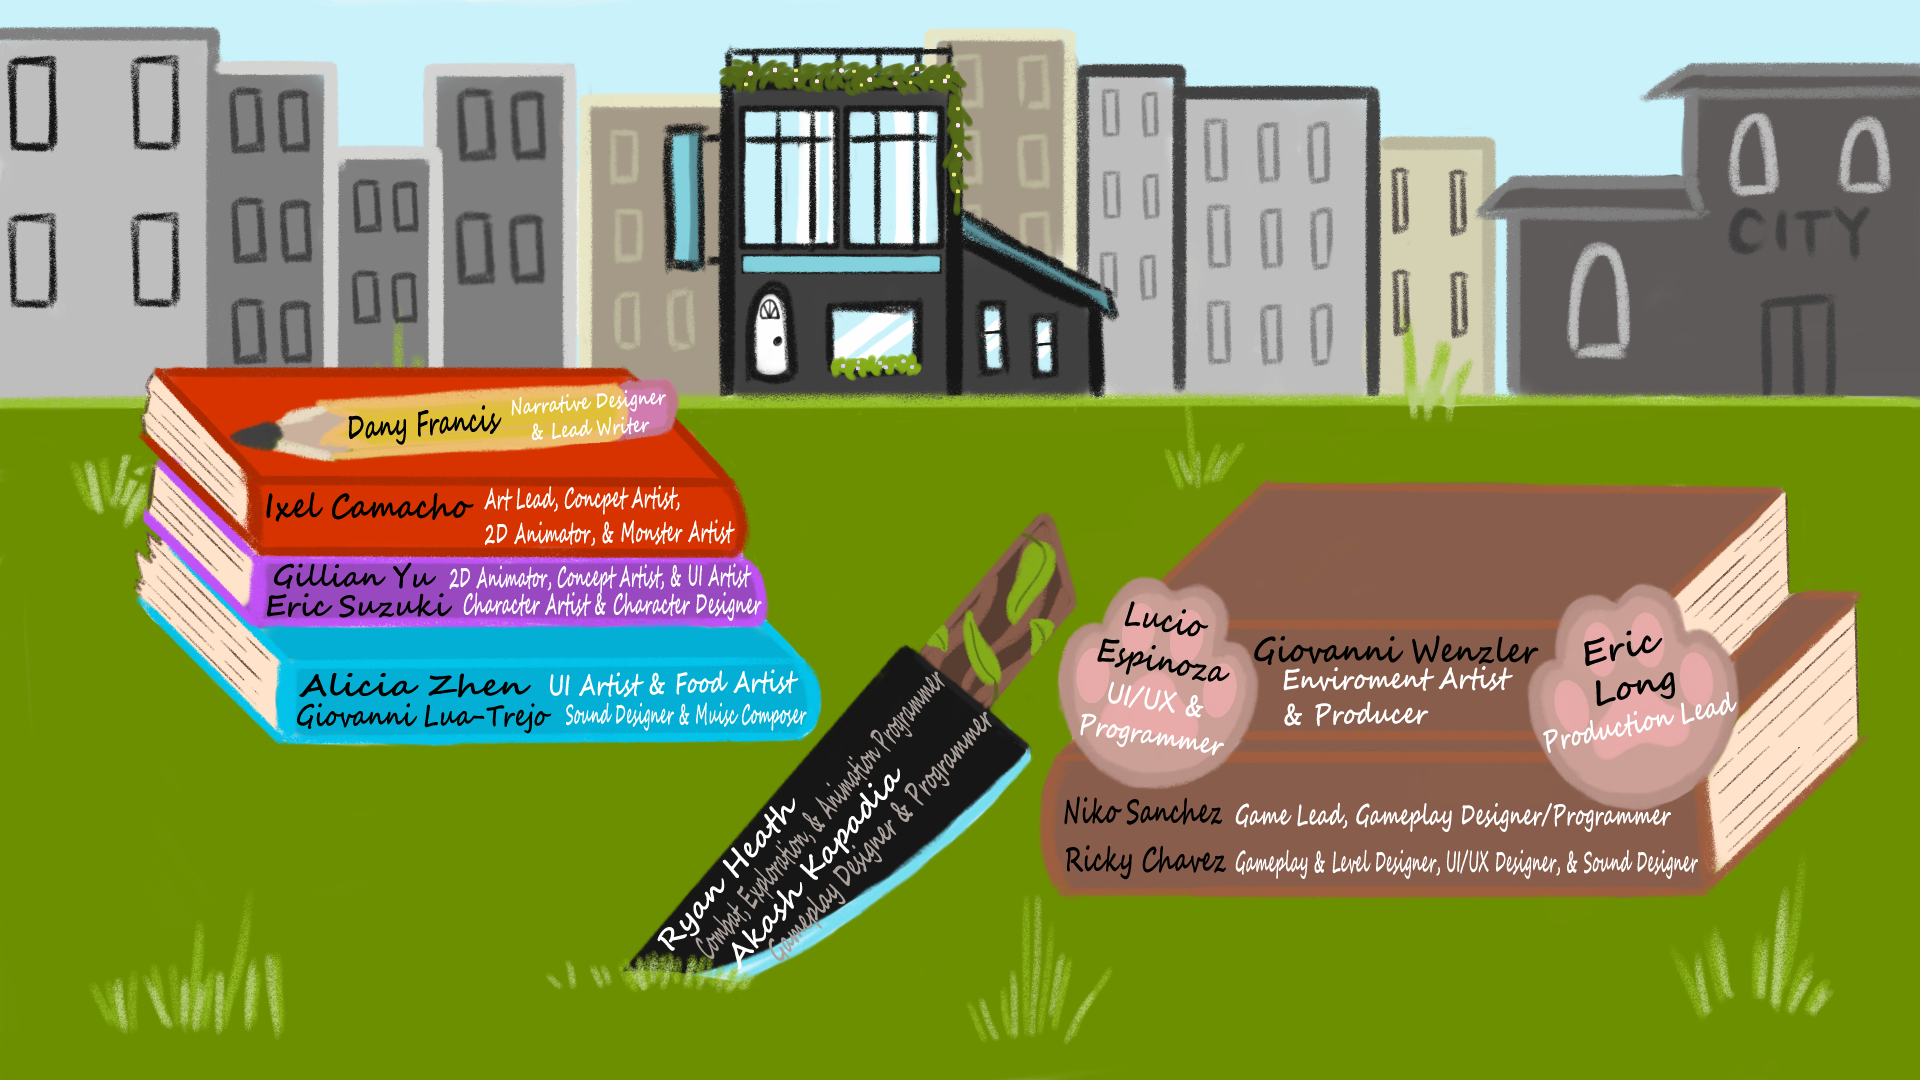 CITY
Dany Francis Narrative Designer
& Lead Writer
Ixel Camacho Art Lead, Concpet Artist,
2D Animator, & Monster Artist
Gillian Yu 2D Animator, Concept Artist, & UI Artist
Eric Suzuki Character Artist & Character Designer
Alicia Zhen UI Artist & Food Artist
Giovanni Lua-Trejo Sound Designer & Muisc Composer
Ryan Heath
Combat, Exploration, & Animation Programmer
Akash Kapadia
Gameplay Designer & Programmer
Lucio
Espinoza
UI/UX &
Programmer
Giovanni Wenzler
Enviroment Artist
& Producer
Eric
Long
Production Lead
Niko Sanchez Game Lead, Gameplay Designer/Programmer
Ricky Chavez Gameplay & Level Designer, UI/UX Designer, & Sound Designer